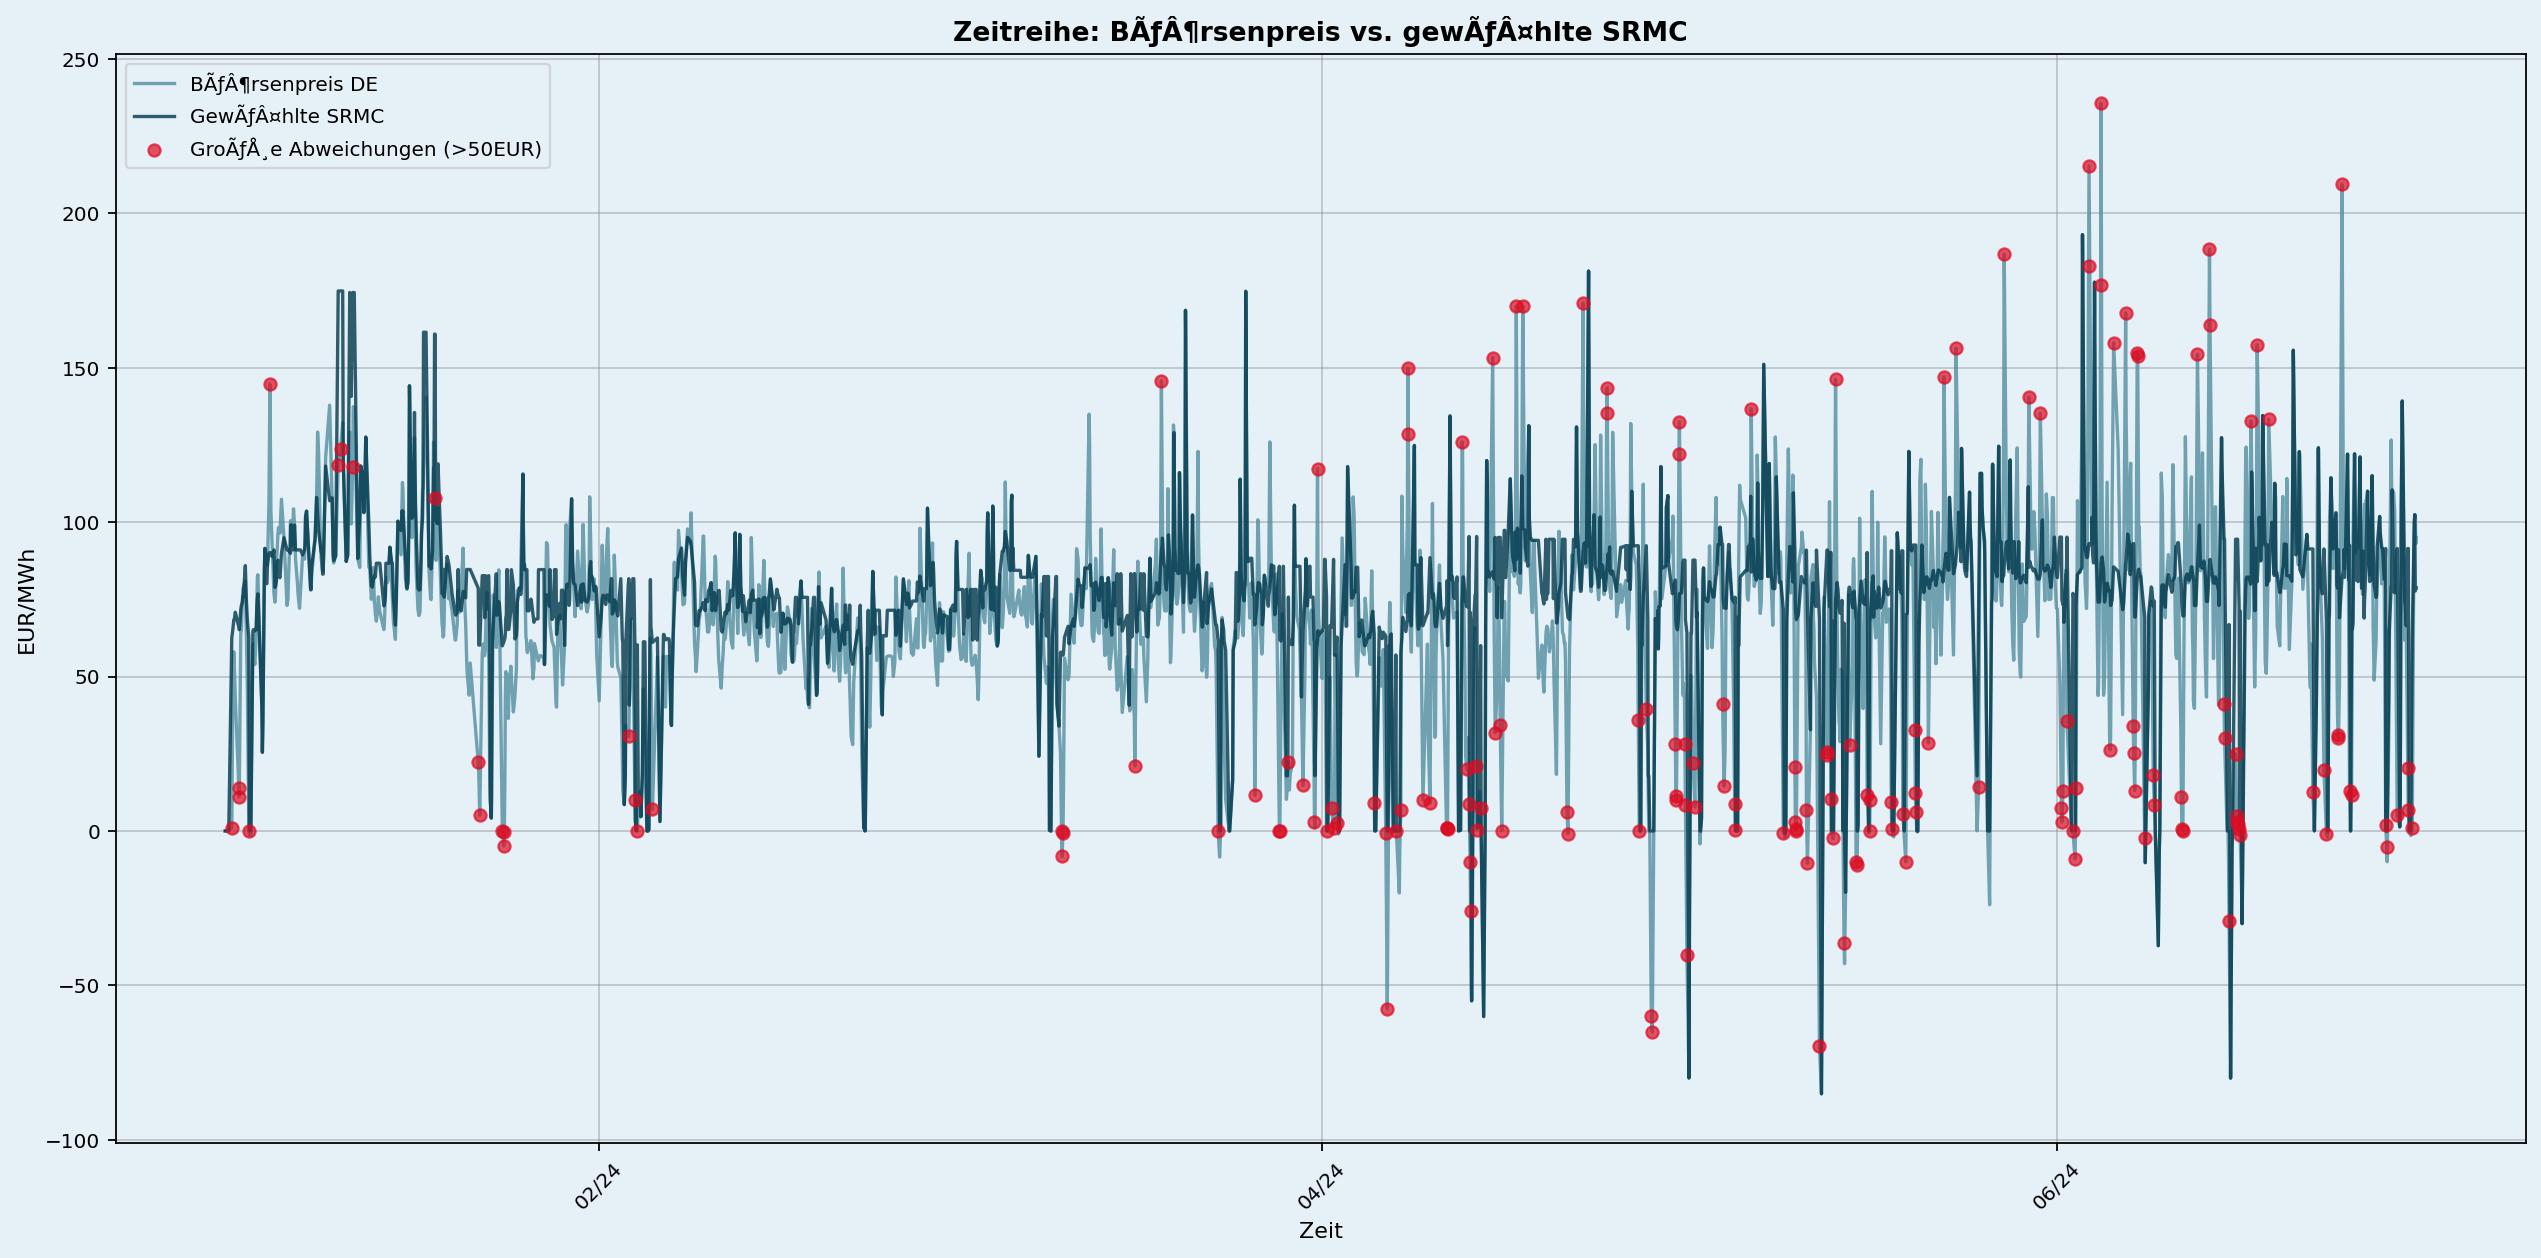 Zeitreihe: BÃƒÂ¶rsenpreis vs. gewÃƒÂ¤hlte SRMC
250
BÃƒÂ¶rsenpreis DE
GewÃƒÂ¤hlte SRMC
GroÃƒÅ¸e Abweichungen (>50EUR)
200
150
100
50
0
−50
−100
EUR/MWh
02/24
04/24
06/24
Zeit